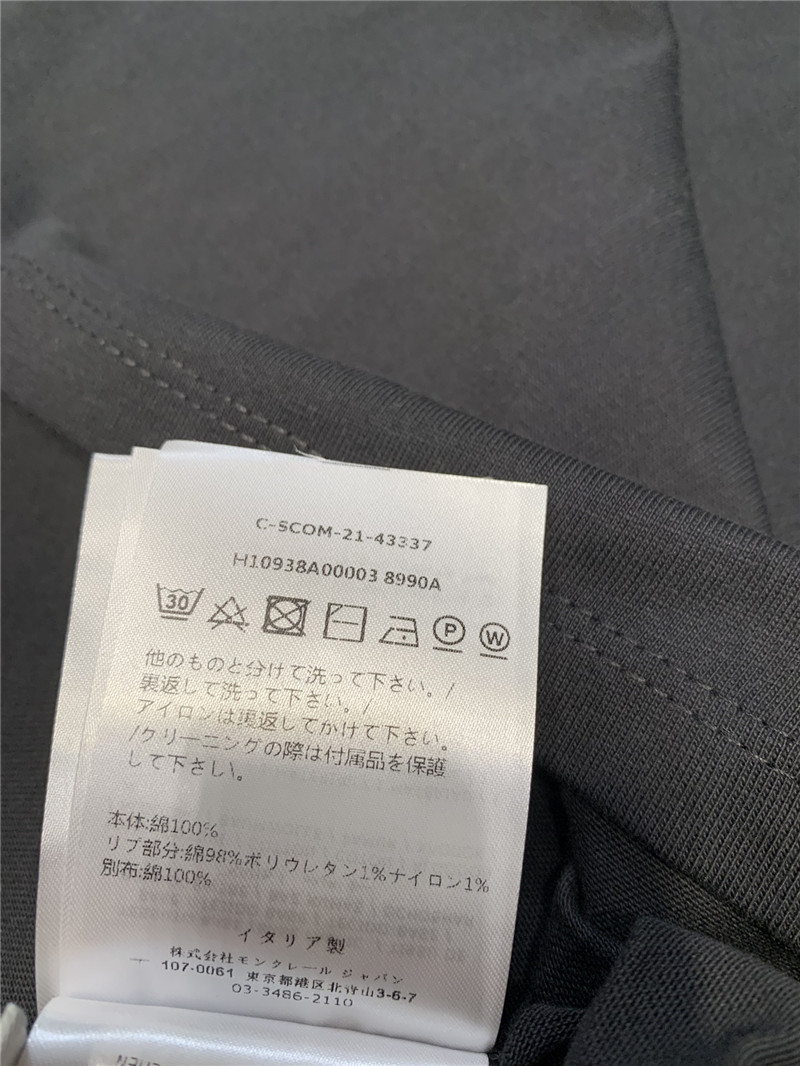 C-SCOM-21-43337
H10938A00003 8990A
30
P
W
他のものと分けて洗って下さい。/
裏返して洗って下さい。/
アイロンは裏返してかけて下さい。
/クリーニングの際は付属品を保護
して下さい。
本体:綿100%
リブ部分:綿98%ポリウレタン1%ナイロン1%
別布:綿100%
イタリア製
株式会社モンクレール ジャパン
107-0061 東京都港区北青山3-6-7
03-3486-2110